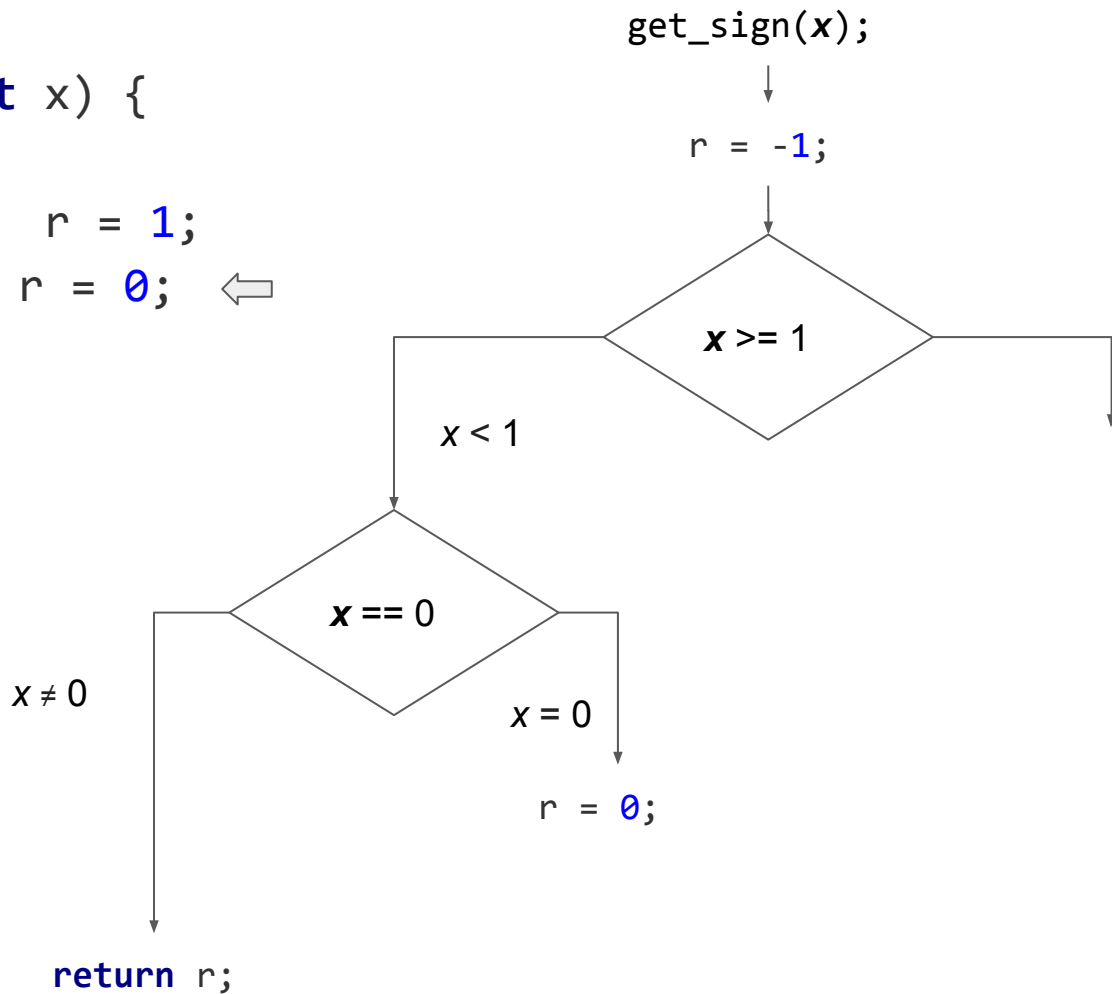 t x) {
r = 1;
r = 0;
get_sign(x);
r = -1;
x >= 1
x < 1
x == 0
x ≠ 0
x = 0
r = 0;
return r;